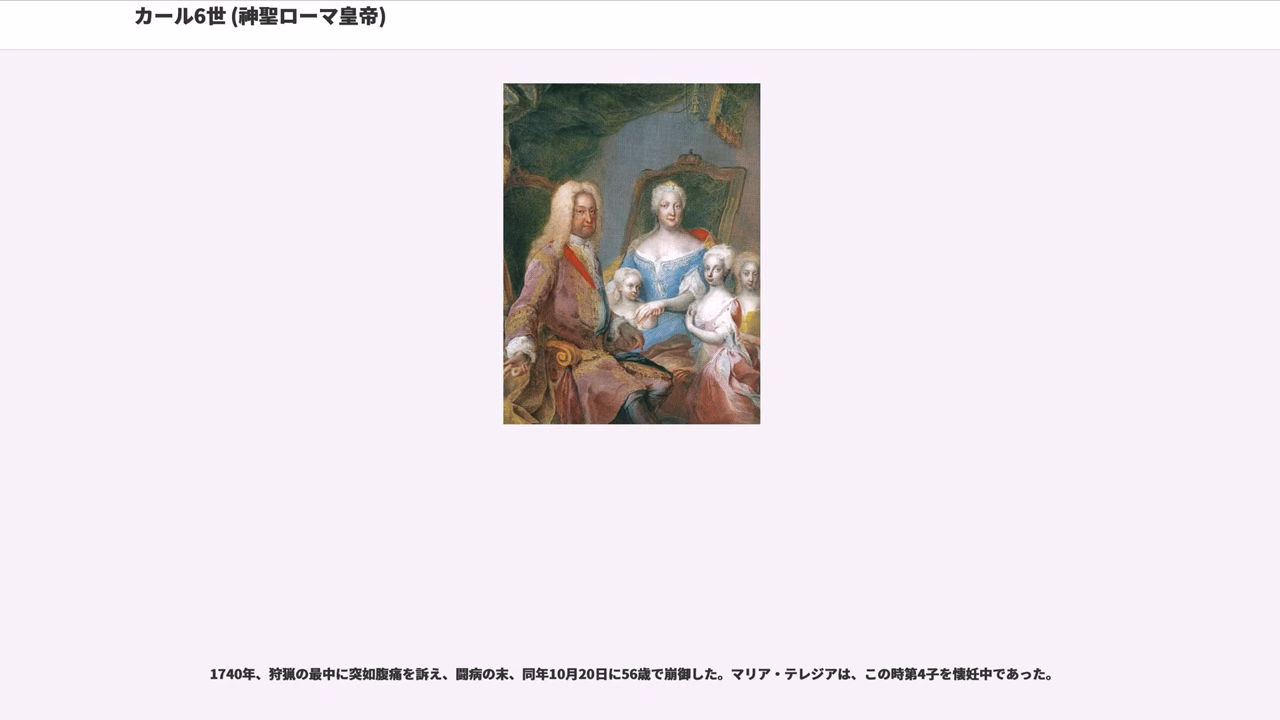 カール6世 (神聖ローマ皇帝)
1740年、狩猟の最中に突如腹痛を訴え、闘病の末、同年10月20日に56歳で崩御した。マリア・テレジアは、この時第4子を懐妊中であった。